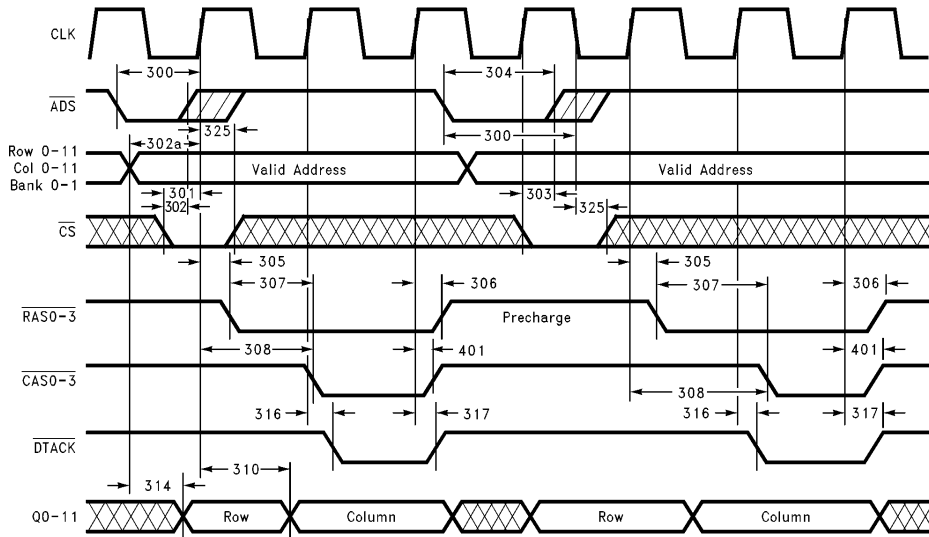 CLK
300
304
ADS
325
300
302a
Row 0-11
Col 0-11
Bank 0-1
Valid Address
Valid Address
301
302
303
325
CS
305
305
307
306
307
306
RAS0-3
Precharge
308
401
401
CAS0-3
308
316
317
316
317
DTACK
310
314
Q0-11
Row
Column
Row
Column